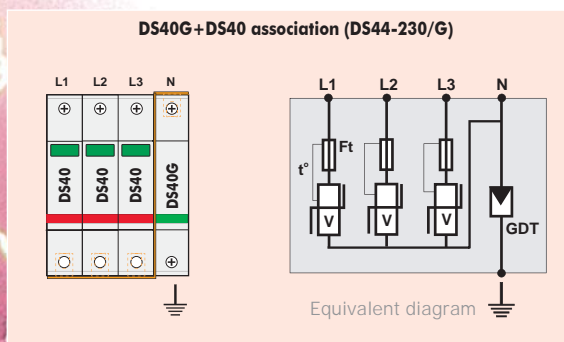 DS40G+DS40 association (DS44-230/G)
L1 L2 L3 N
DS40 DS40 DS40 DS40G
L1 L2 L3 N
Ft
t°
V V V
GDT
Equivalent diagram